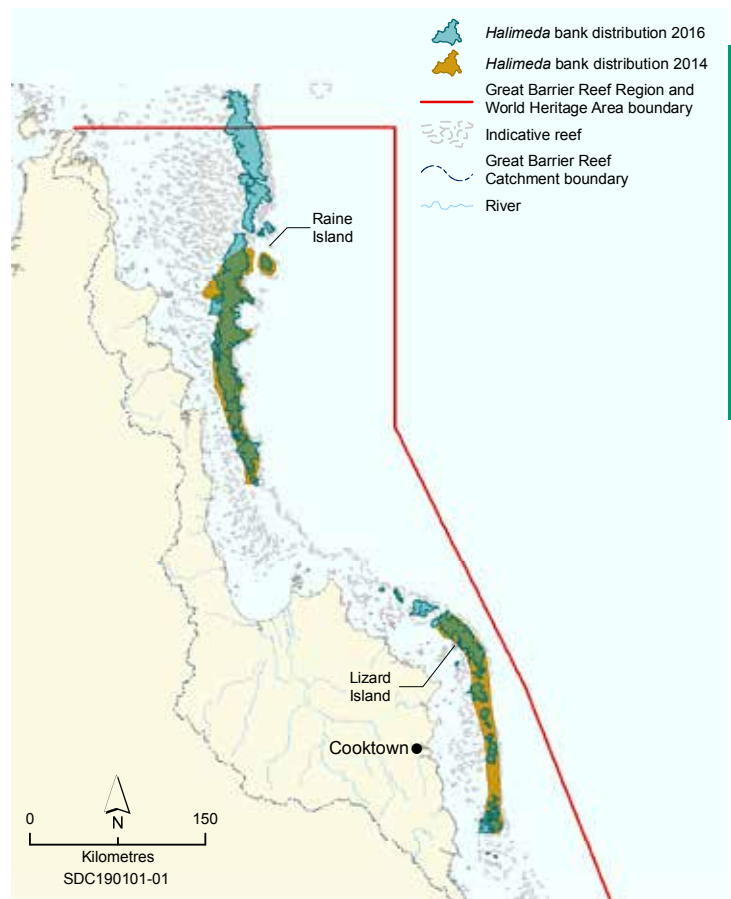 Halimeda bank distribution 2016
Halimeda bank distribution 2014
Great Barrier Reef Region and
World Heritage Area boundary
Indicative reef
Great Barrier Reef
Catchment boundary
River
Raine
Island
Lizard
Island
Cooktown
0 150
N
Kilometres
SDC190101-01